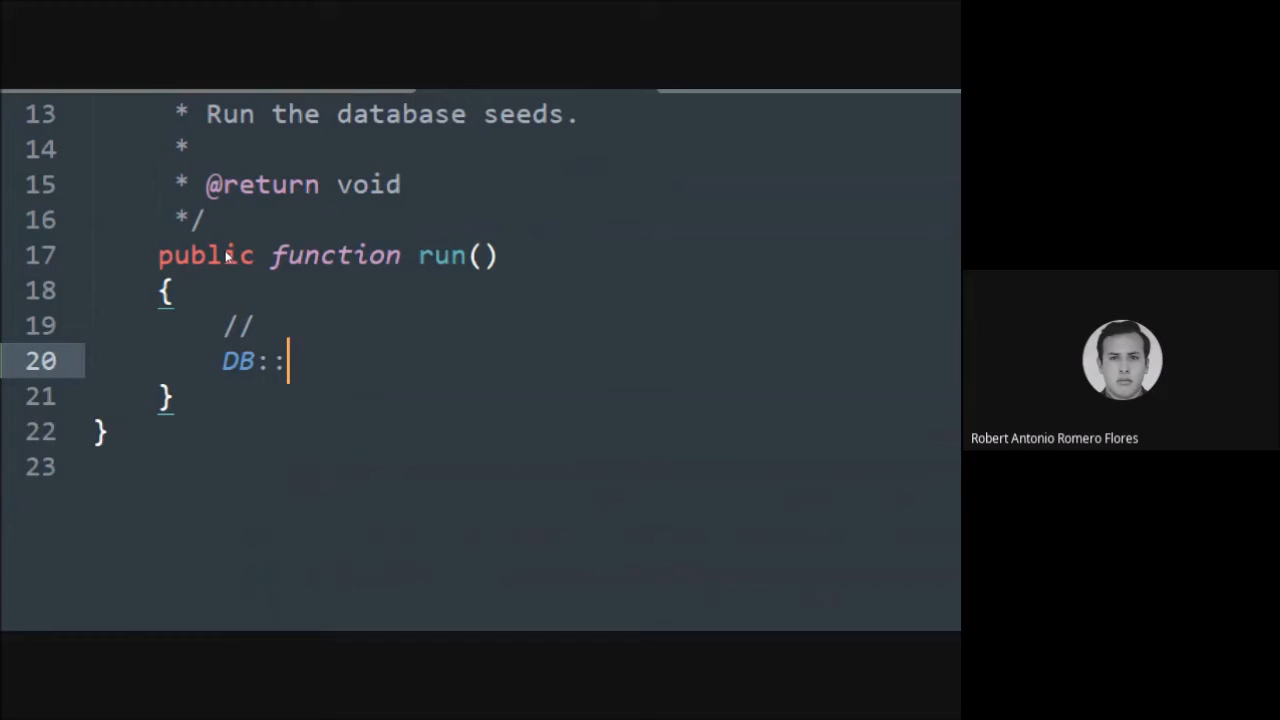 13 * Run the database seeds.
14 *
15 * @return void
16 */
17 public function run()
18 {
19 //
20 DB::
21 }
22 }
23
Robert Antonio Romero Flores